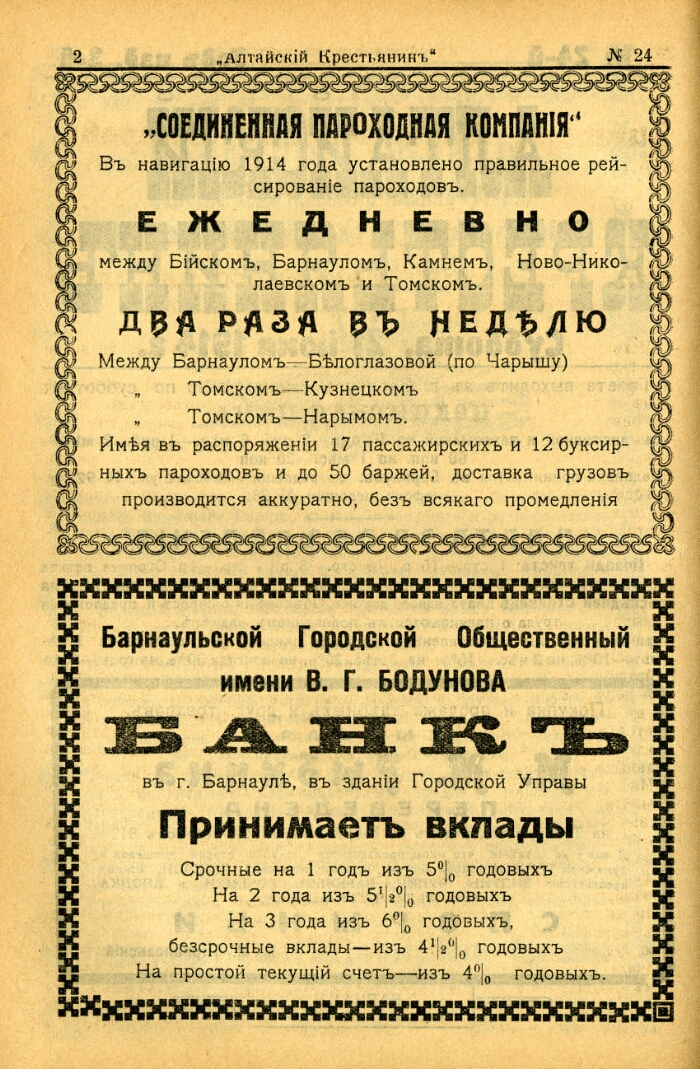 2 „Алтайскій Крестьянинъ“ № 24
„СОЕДИНЕННАЯ ПАРОХОДНАЯ КОМПАНІЯ“
Въ навигацію 1914 года установлено правильное рей-
сированіе пароходовъ.
ЕЖЕДНЕВНО
между Бійскомъ, Барнауломъ, Камнемъ, Ново-Нико-
лаевскомъ и Томскомъ.
ДВА РАЗА ВЪ НЕДѢЛЮ
Между Барнауломъ—Бѣлоглазовой (по Чарышу)
„ Томскомъ—Кузнецкомъ
„ Томскомъ—Нарымомъ.
Имѣя въ распоряженіи 17 пассажирскихъ и 12 буксир-
ныхъ пароходовъ и до 50 баржей, доставка грузовъ
производится аккуратно, безъ всякаго промедленія
Барнаульской Городской Общественный
имени В. Г. БОДУНОВА
БАНКЪ
въ г. Барнаулѣ, въ зданіи Городской Управы
Принимаетъ вклады
Срочные на 1 годъ изъ 5% годовыхъ
На 2 года изъ 5½% годовыхъ
На 3 года изъ 6% годовыхъ,
безсрочные вклады—изъ 4½% годовыхъ
На простой текущій счетъ—изъ 4% годовыхъ.